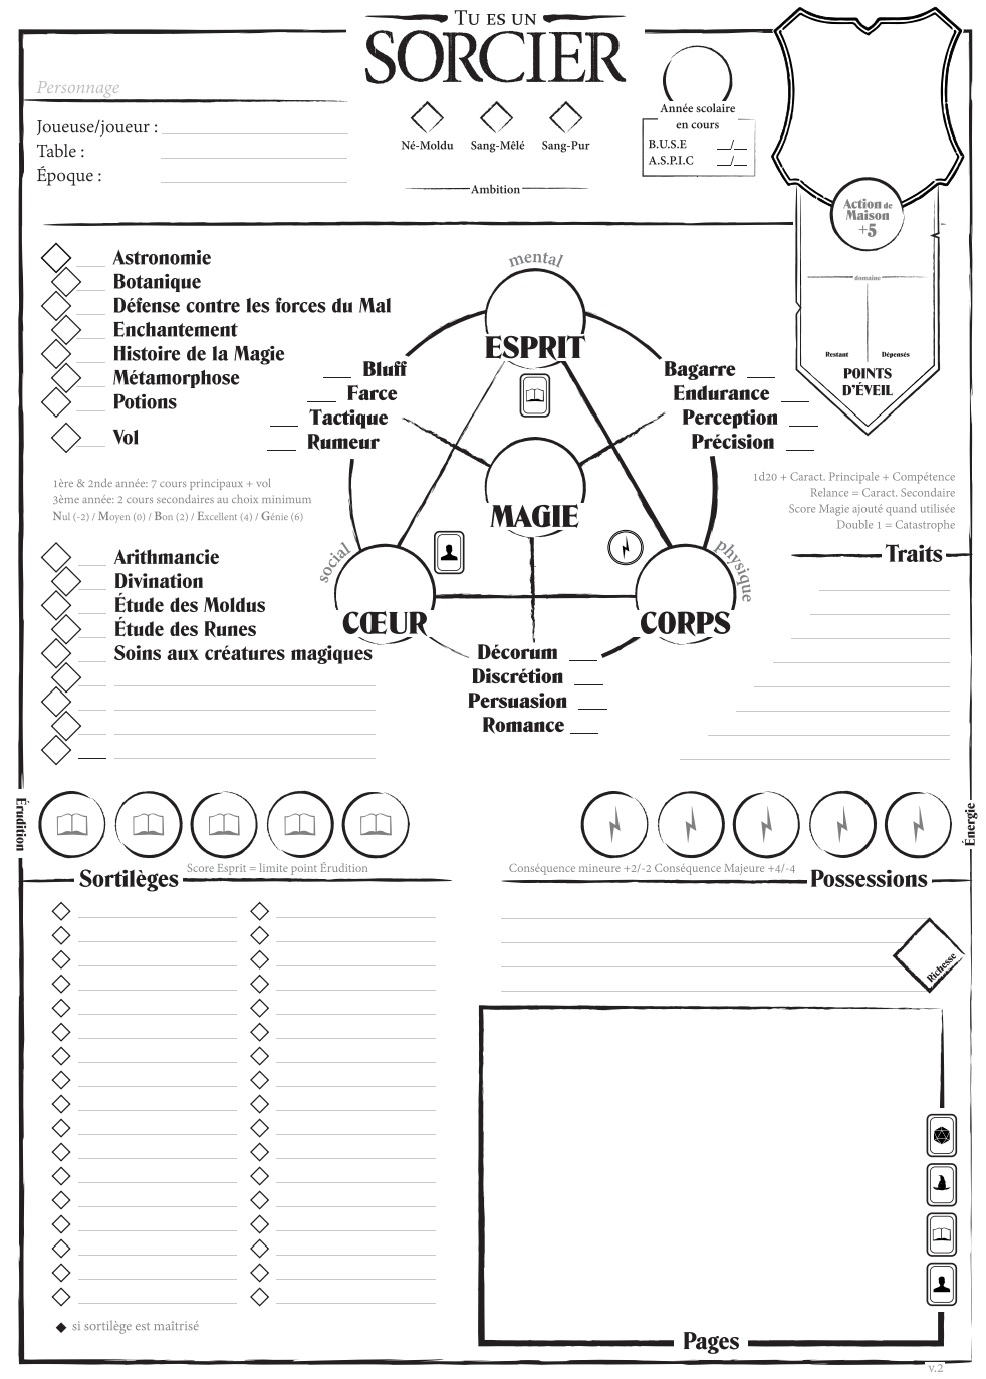 Tu es un
SORCIER
Personnage
Joueuse/joueur :
Table :
Époque :
Né-Moldu
Sang-Mêlé
Sang-Pur
Ambition
Année scolaire
en cours
B.U.S.E __/__
A.S.P.I.C __/__
Action de
Maison
+5
domaine
Restant
Dépensés
POINTS
D'ÉVEIL
Astronomie
Botanique
Défense contre les forces du Mal
Enchantement
Histoire de la Magie
Métamorphose
Potions
Vol
1ère & 2nde année: 7 cours principaux + vol
3ème année: 2 cours secondaires au choix minimum
Nul (-2) / Moyen (0) / Bon (2) / Excellent (4) / Génie (6)
Arithmancie
Divination
Étude des Moldus
Étude des Runes
Soins aux créatures magiques
mental
ESPRIT
Bluff
Farce
Tactique
Rumeur
Bagarre
Endurance
Perception
Précision
MAGIE
social
CŒUR
physique
CORPS
Décorum
Discrétion
Persuasion
Romance
1d20 + Caract. Principale + Compétence
Relance = Caract. Secondaire
Score Magie ajouté quand utilisée
Double 1 = Catastrophe
Traits
Érudition
Énergie
Score Esprit = limite point Érudition
Sortilèges
Conséquence mineure +2/-2 Conséquence Majeure +4/-4
Possessions
Richesse
si sortilège est maîtrisé
Pages
v.2